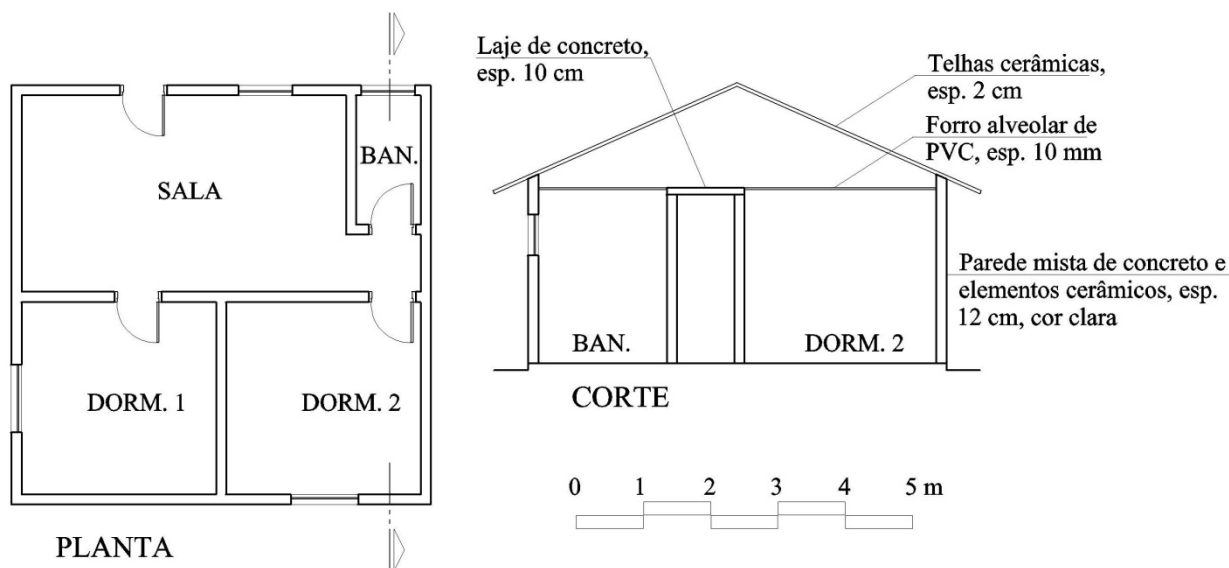 SALA
BAN.
DORM. 1
DORM. 2
PLANTA
Laje de concreto,
esp. 10 cm
Telhas cerâmicas,
esp. 2 cm
Forro alveolar de
PVC, esp. 10 mm
Parede mista de concreto e
elementos cerâmicos, esp.
12 cm, cor clara
BAN.
DORM. 2
CORTE
0 1 2 3 4 5 m